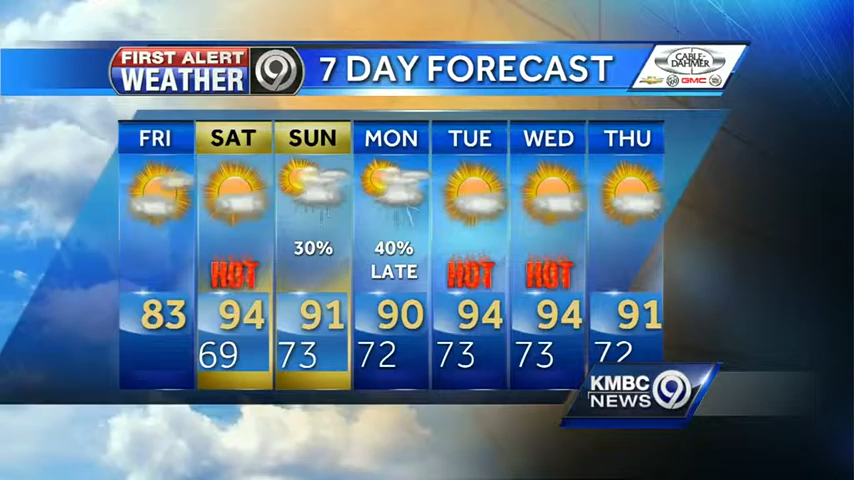 FIRST ALERT
WEATHER 9
7 DAY FORECAST
CABLE
DAHMER
GMC
FRI SAT SUN MON TUE WED THU
30% 40%
LATE
HOT HOT HOT
83 94 91 90 94 94 91
69 73 72 73 73 72
KMBC 9
NEWS